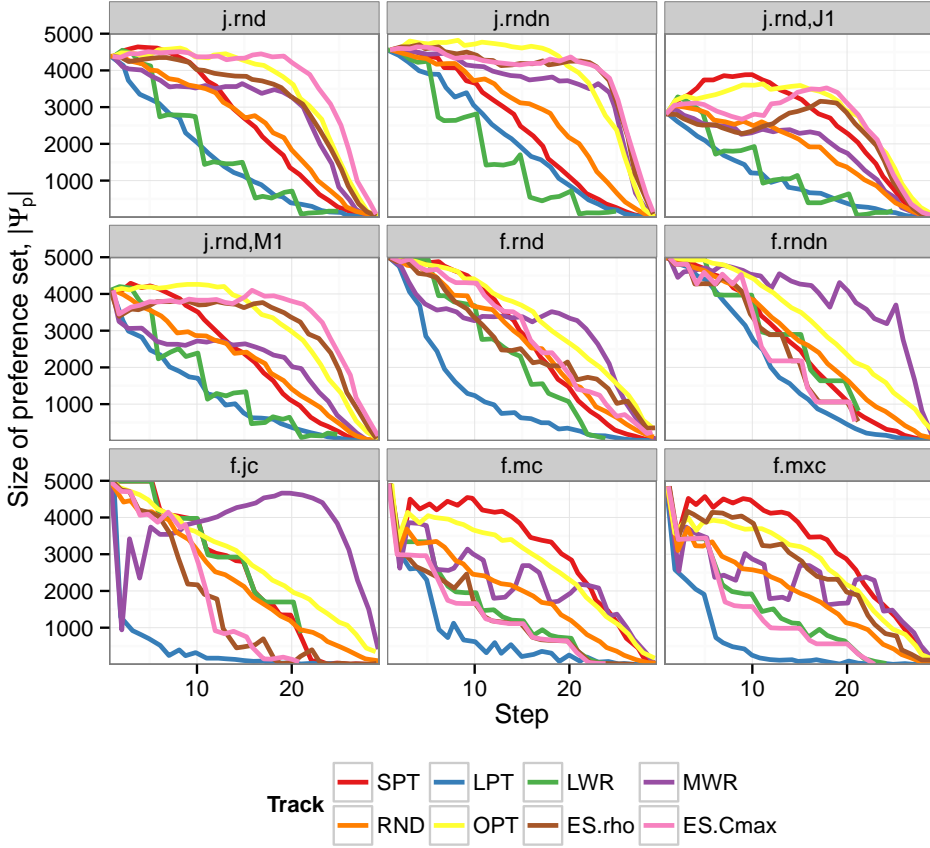 j.rnd j.rndn j.rnd,J1
5000
4000
3000
2000
1000
j.rnd,M1 f.rnd f.rndn
5000
4000
3000
2000
1000
f.jc f.mc f.mxc
5000
4000
3000
2000
1000
Size of preference set, |Ψp|
10 20 10 20 10 20
Step
Track
SPT LPT LWR MWR
RND OPT ES.rho ES.Cmax